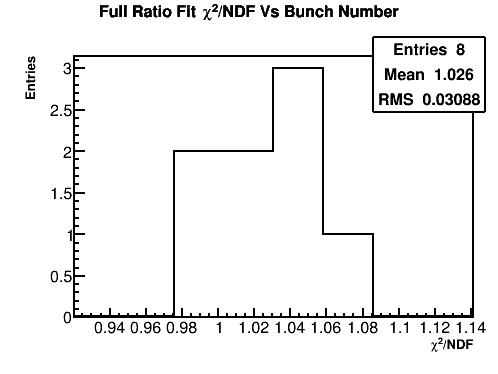 Full Ratio FIt χ²/NDF Vs Bunch Number
Entries 8
Mean 1.026
RMS 0.03088
Entries
3
2.5
2
1.5
1
0.5
0
0.94 0.96 0.98 1 1.02 1.04 1.06 1.08 1.1 1.12 1.14
χ²/NDF